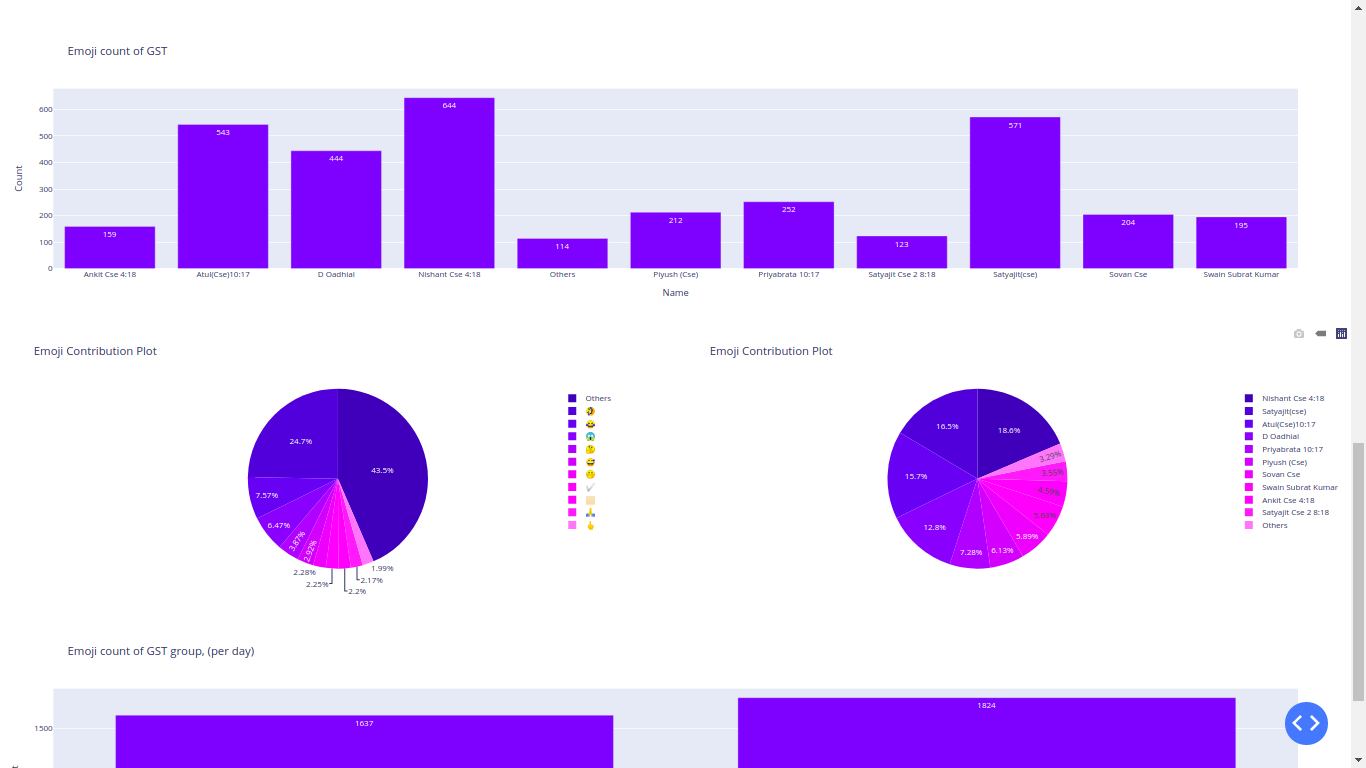 Emoji count of GST
Count
600
500
400
300
200
100
0
159
543
444
644
114
212
252
123
571
204
195
Ankit Cse 4:18
Atul(Cse)10:17
D Oadhial
Nishant Cse 4:18
Others
Piyush (Cse)
Priyabrata 10:17
Satyajit Cse 2 8:18
Satyajit(cse)
Sovan Cse
Swain Subrat Kumar
Name
Emoji Contribution Plot
43.5%
24.7%
7.57%
6.47%
3.87%
2.92%
2.28%
2.25%
2.2%
2.17%
1.99%
Others
Emoji Contribution Plot
18.6%
16.5%
15.7%
12.8%
7.28%
6.13%
5.89%
5.63%
4.59%
3.55%
3.29%
Nishant Cse 4:18
Satyajit(cse)
Atul(Cse)10:17
D Oadhial
Priyabrata 10:17
Piyush (Cse)
Sovan Cse
Swain Subrat Kumar
Ankit Cse 4:18
Satyajit Cse 2 8:18
Others
Emoji count of GST group, (per day)
1500
1637
1824